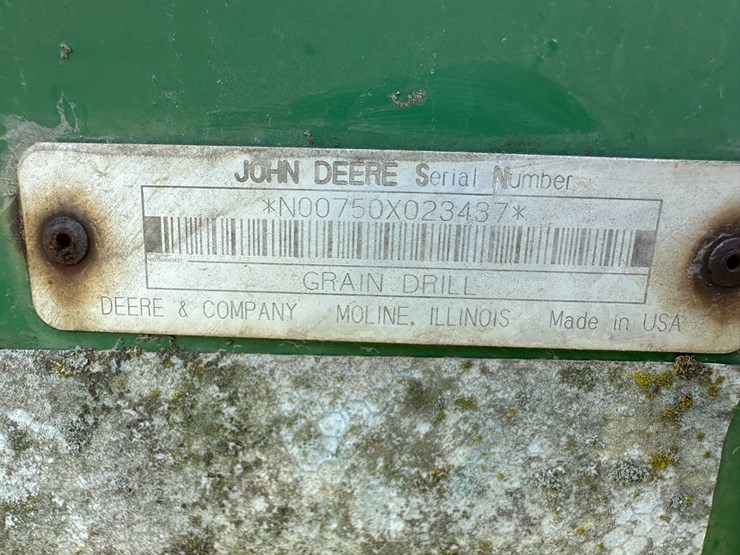 JOHN DEERE Serial Number
*N00750X023437*
GRAIN DRILL
DEERE & COMPANY MOLINE, ILLINOIS Made in USA